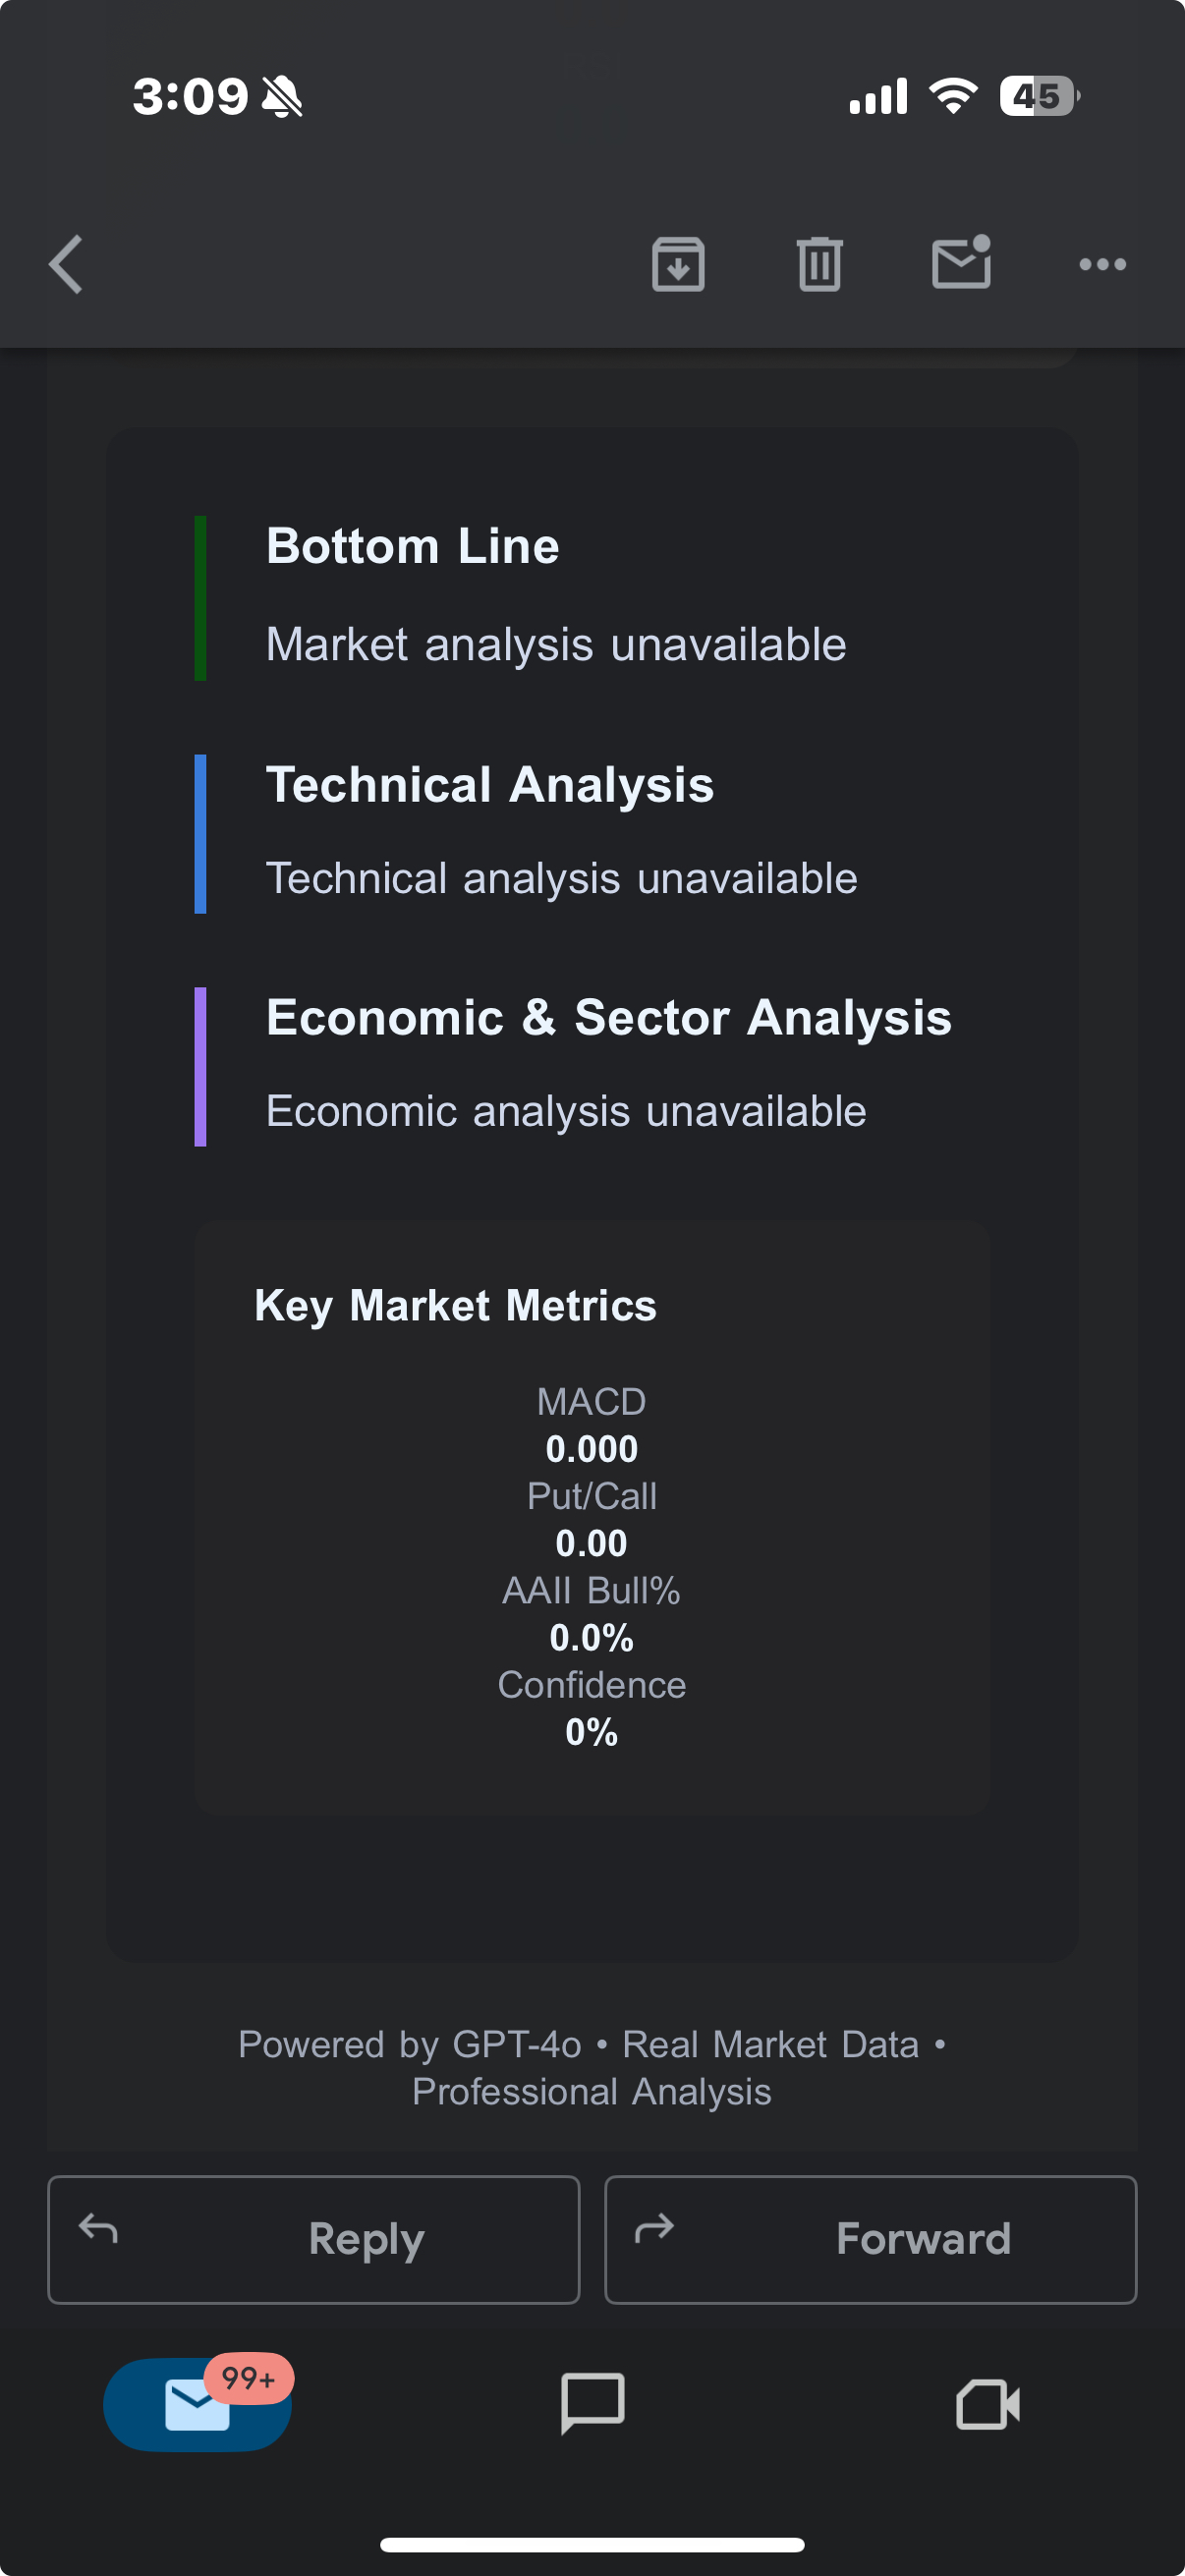 3:09
45
Bottom Line
Market analysis unavailable
Technical Analysis
Technical analysis unavailable
Economic & Sector Analysis
Economic analysis unavailable
Key Market Metrics
MACD
0.000
Put/Call
0.00
AAII Bull%
0.0%
Confidence
0%
Powered by GPT-4o • Real Market Data •
Professional Analysis
Reply
Forward
99+